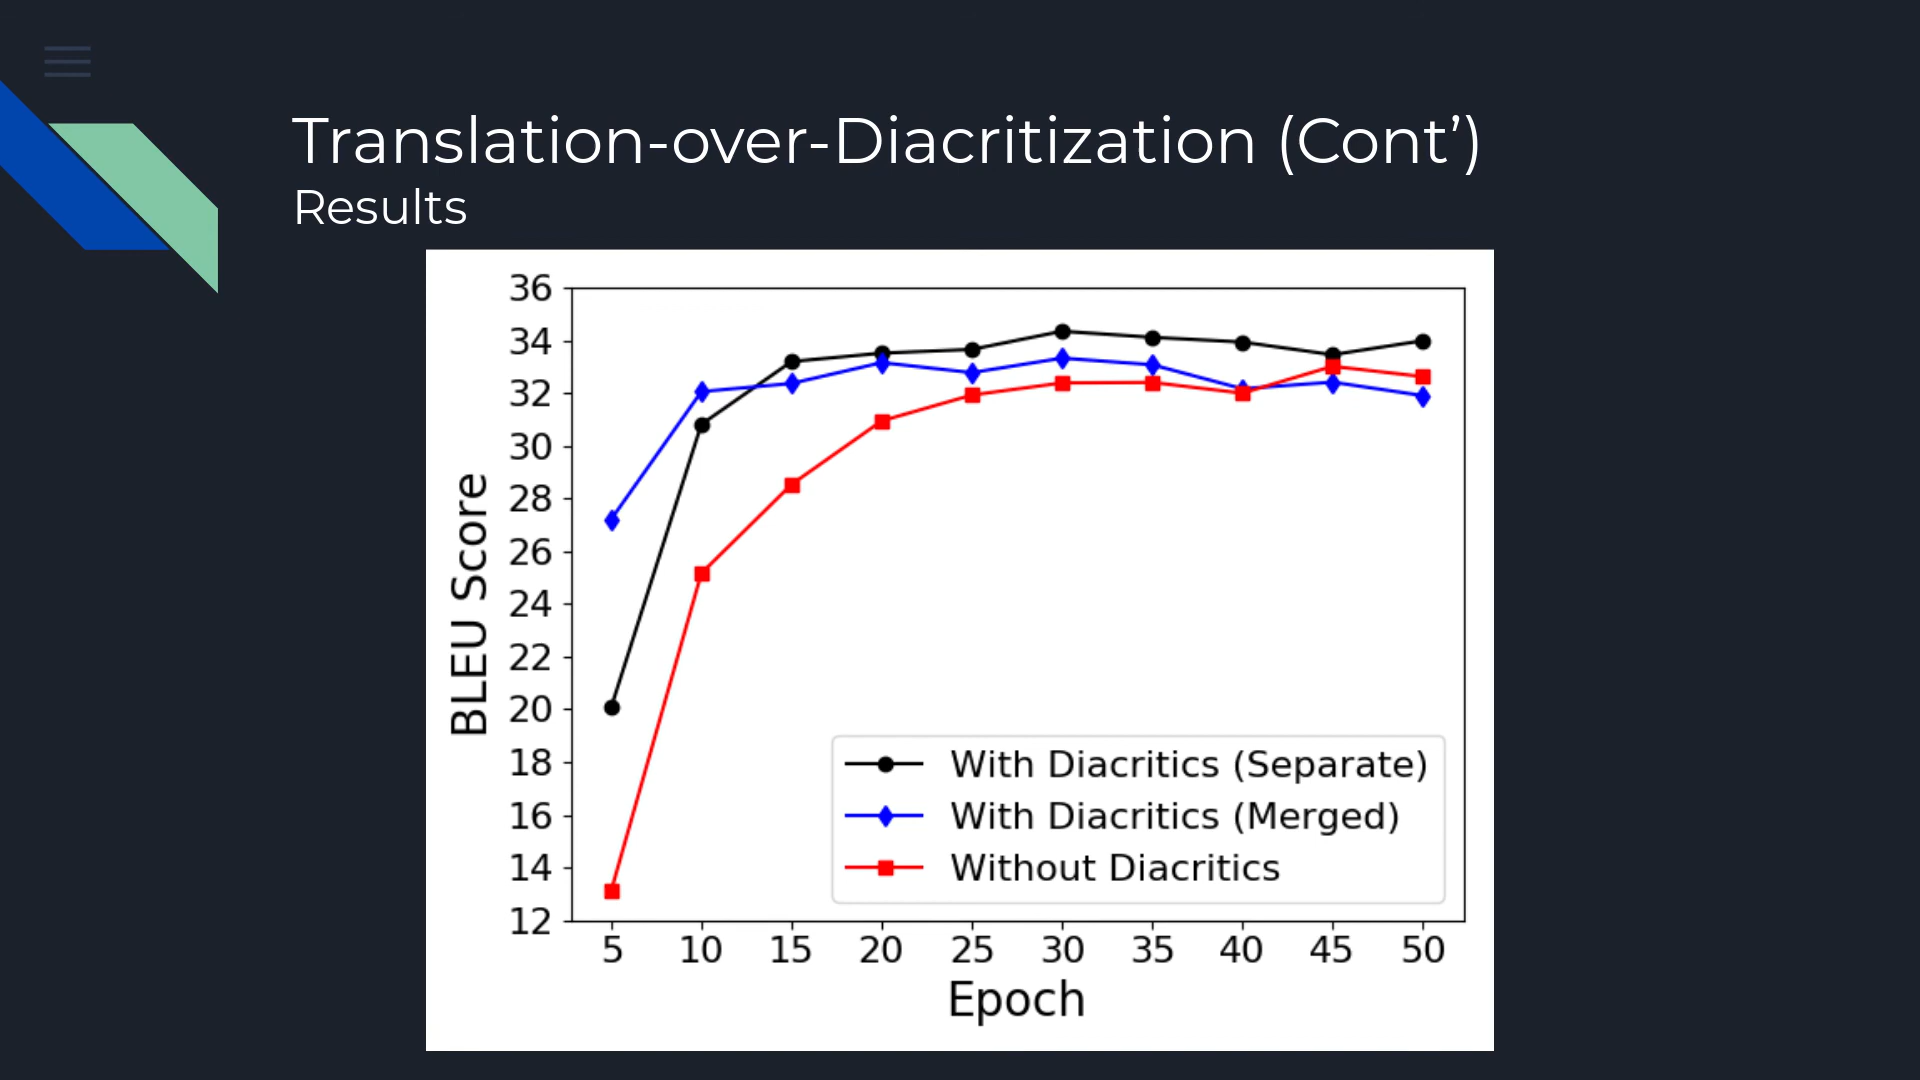 Translation-over-Diacritization (Cont’)
Results
36
34
32
30
28
26
24
22
20
18
16
14
12
BLEU Score
With Diacritics (Separate)
With Diacritics (Merged)
Without Diacritics
5 10 15 20 25 30 35 40 45 50
Epoch